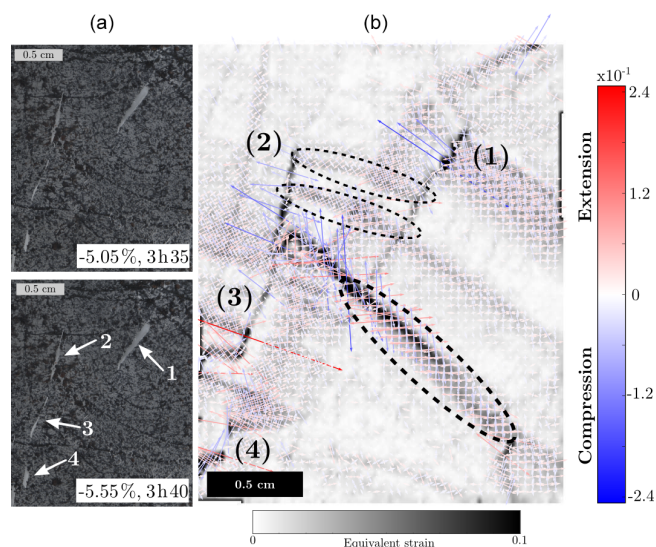 (a)
(b)
0.5 cm
-5.05%, 3h35
0.5 cm
2
1
3
4
-5.55%, 3h40
(2)
(1)
(3)
(4)
0.5 cm
0
Equivalent strain
0.1
x10-1
2.4
1.2
0
-1.2
-2.4
Extension
Compression